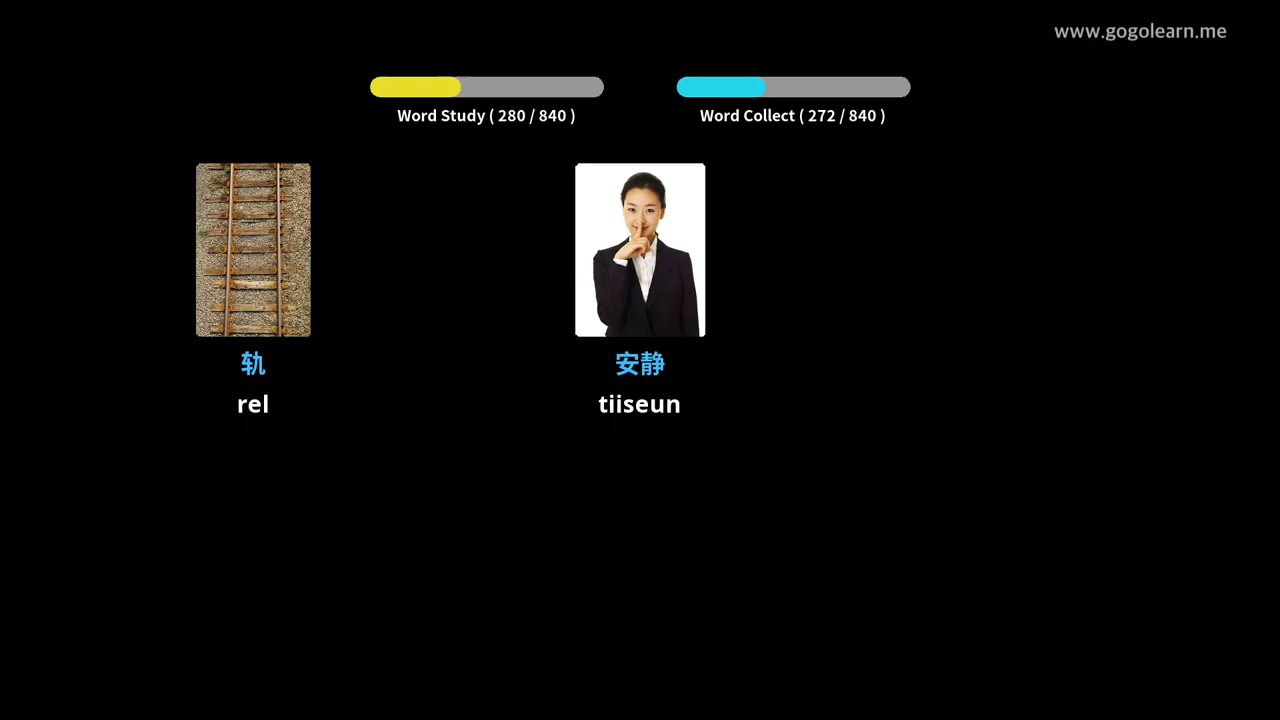 www.gogolearn.me
Word Study ( 280 / 840 )
Word Collect ( 272 / 840 )
轨
安静
rel
tiiseun